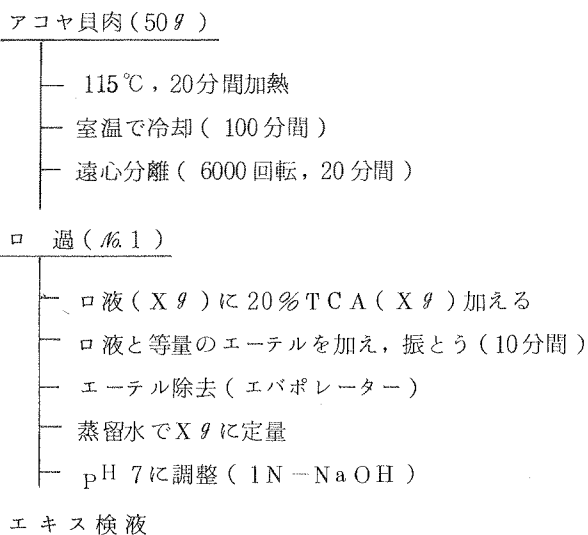 アコヤ貝肉(50g)
115℃,20分間加熱
室温で冷却(100分間)
遠心分離(6000回転,20分間)
ロ 過(No.1)
ロ液(Xg)に20%TCA(Xg)加える
ロ液と等量のエーテルを加え,振とう(10分間)
エーテル除去(エバポレーター)
蒸留水でXgに定量
pH 7に調整(1N-NaOH)
エキス検液